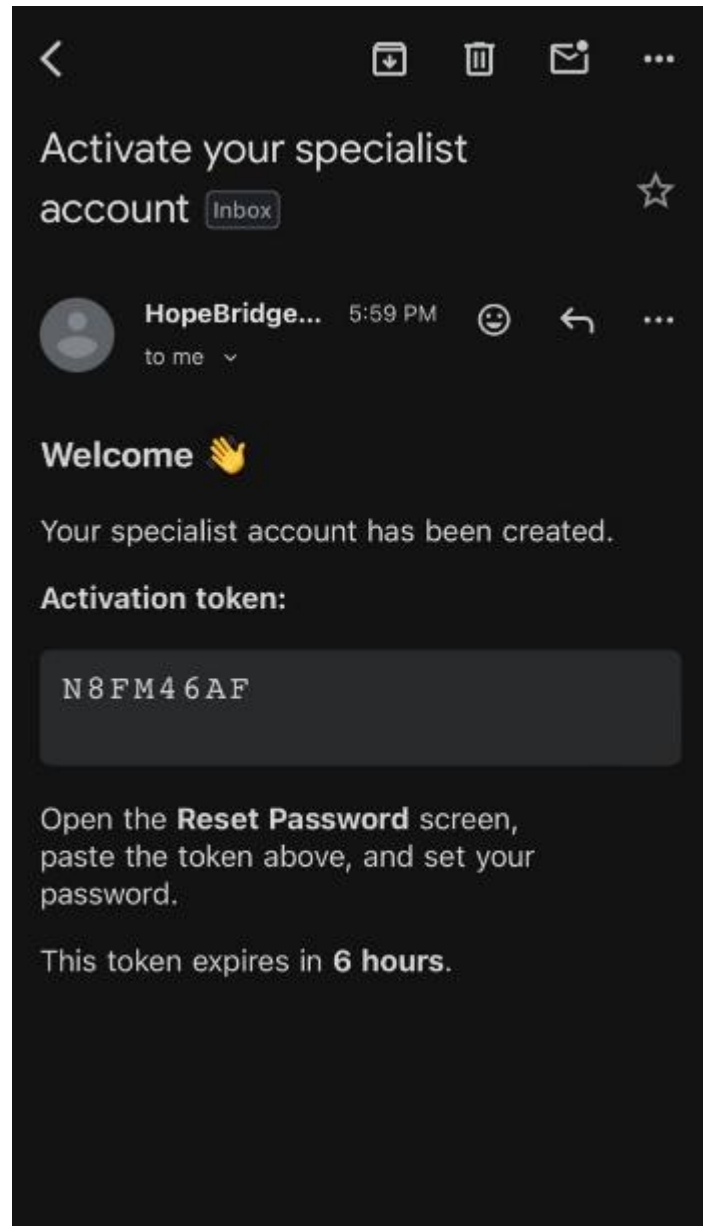 Activate your specialist
account Inbox
HopeBridge... 5:59 PM
to me
Welcome 👋
Your specialist account has been created.
Activation token:
N8FM46AF
Open the Reset Password screen,
paste the token above, and set your
password.
This token expires in 6 hours.